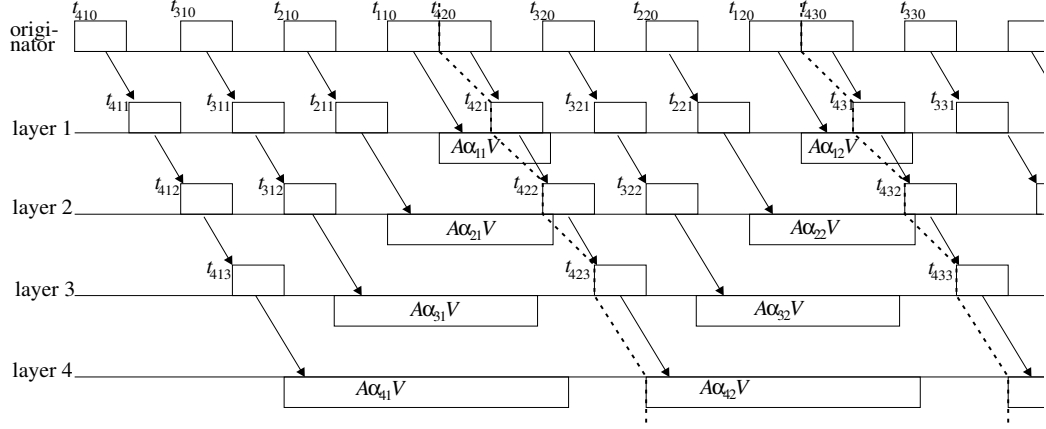 t410 t310 t210 t110 t420 t320 t220 t120 t430 t330
origi-
nator
t411 t311 t211 t421 t321 t221 t431 t331
layer 1
Aα11V Aα12V
t412 t312 t422 t322 t432
layer 2
Aα21V Aα22V
t413 t423 t433
layer 3
Aα31V Aα32V
layer 4
Aα41V Aα42V